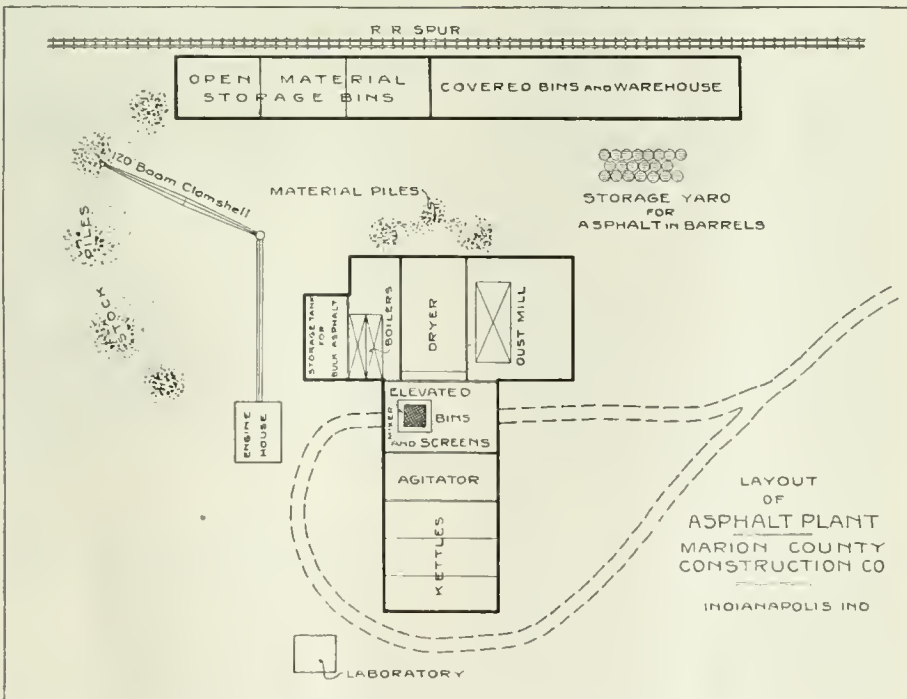 R R SPUR
OPEN MATERIAL
STORAGE BINS
COVERED BINS AND WAREHOUSE
120 Boom Clamshell
MATERIAL PILES
STORAGE YARD
FOR
ASPHALT IN BARRELS
STOCK PILES
STORAGE TANK
FOR
BULK ASPHALT
BOILERS
DRYER
DUST MILL
ENGINE
HOUSE
MIXER
ELEVATED
BINS
AND SCREENS
AGITATOR
KETTLES
LABORATORY
LAYOUT
OF
ASPHALT PLANT
MARION COUNTY
CONSTRUCTION CO
INDIANAPOLIS IND